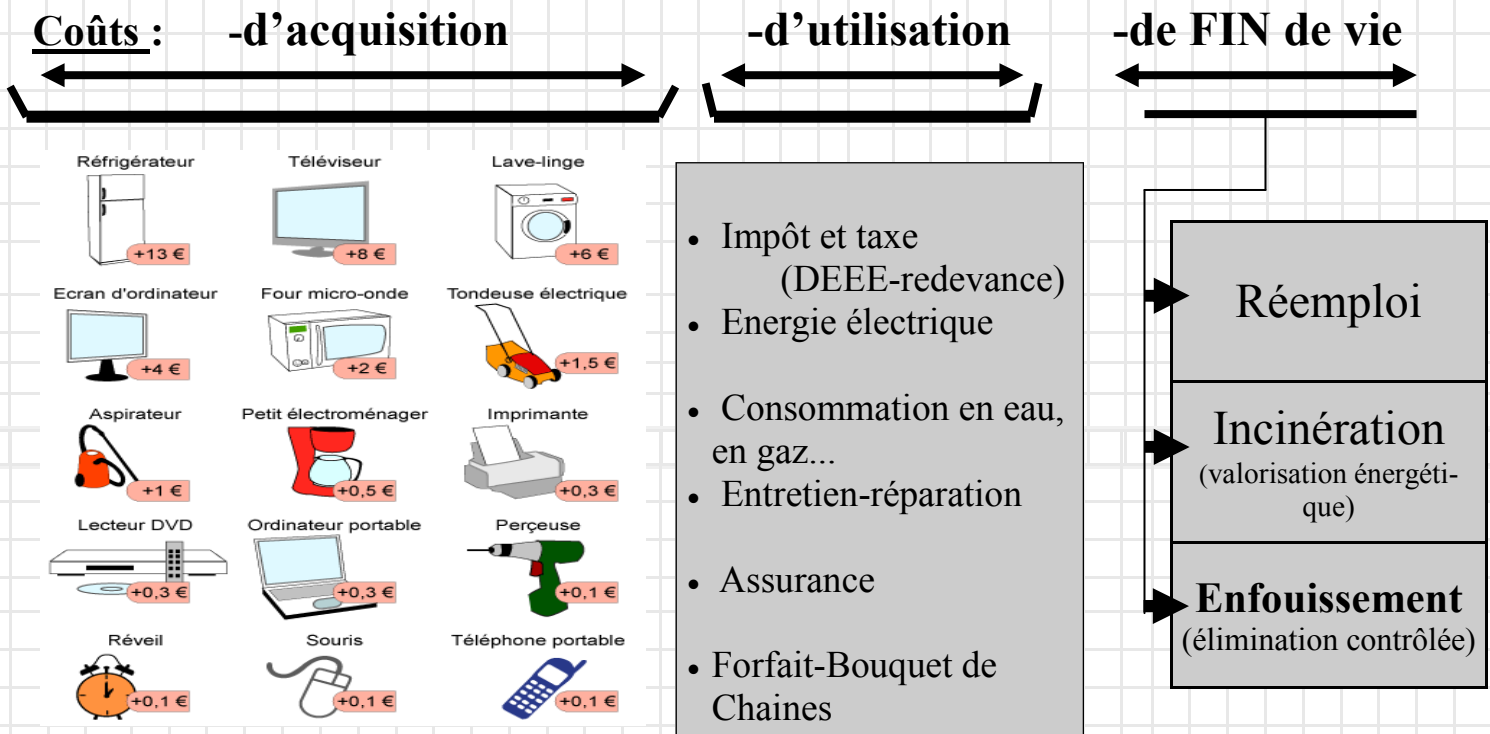 Coûts : -d’acquisition -d’utilisation -de FIN de vie
Réfrigérateur Téléviseur Lave-linge
+13 € +8 € +6 €
Ecran d'ordinateur Four micro-onde Tondeuse électrique
+4 € +2 € +1,5 €
Aspirateur Petit électroménager Imprimante
+1 € +0,5 € +0,3 €
Lecteur DVD Ordinateur portable Perçeuse
+0,3 € +0,3 € +0,1 €
Réveil Souris Téléphone portable
+0,1 € +0,1 € +0,1 €
• Impôt et taxe
(DEEE-redevance)
• Energie électrique
• Consommation en eau,
en gaz...
• Entretien-réparation
• Assurance
• Forfait-Bouquet de
Chaines
Réemploi
Incinération
(valorisation énergéti-
que)
Enfouissement
(élimination contrôlée)